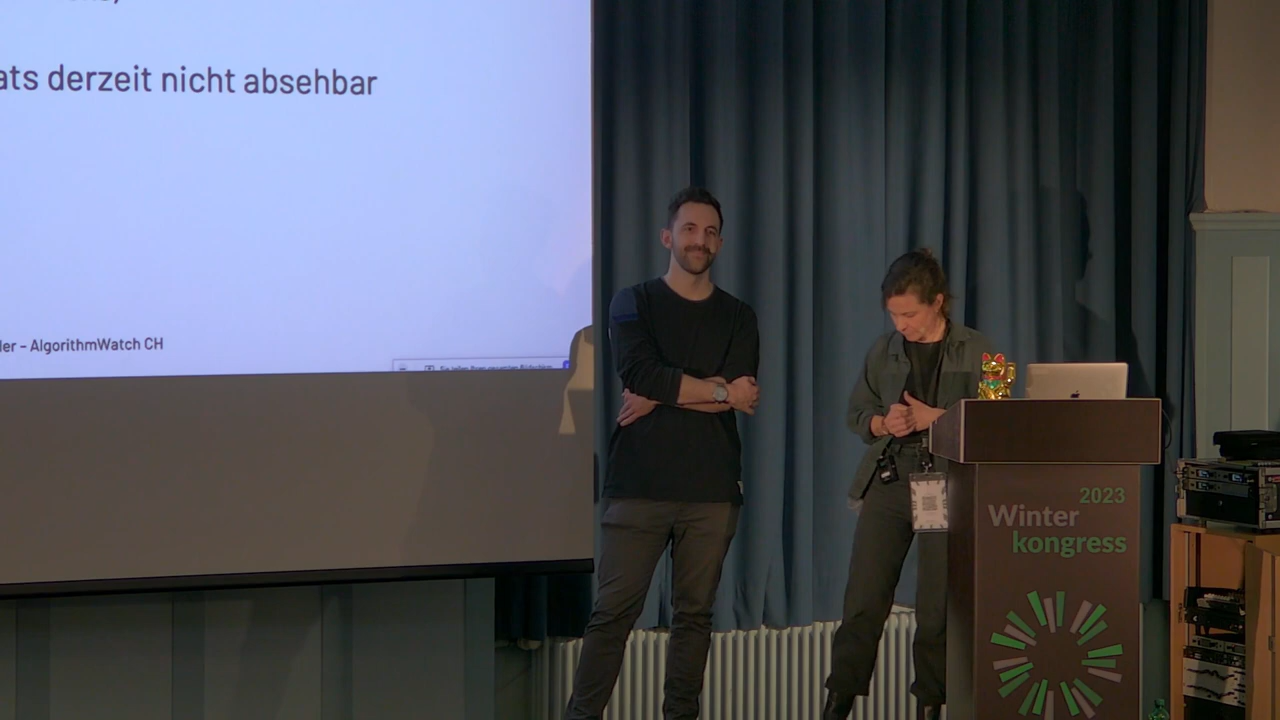 ats derzeit nicht absehbar
ler – AlgorithmWatch CH
2023
Winter
kongress